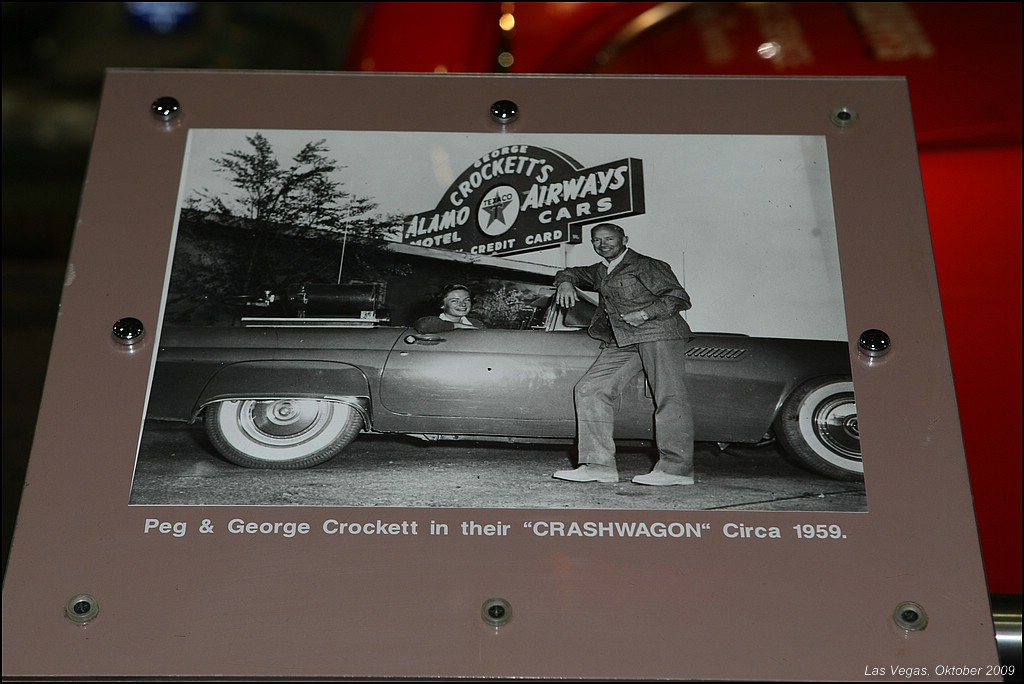 GEORGE
CROCKETT'S
ALAMO AIRWAYS
TEXACO
MOTEL CARS
CREDIT CARD
Peg & George Crockett in their “CRASHWAGON“ Circa 1959.
Las Vegas, Oktober 2009